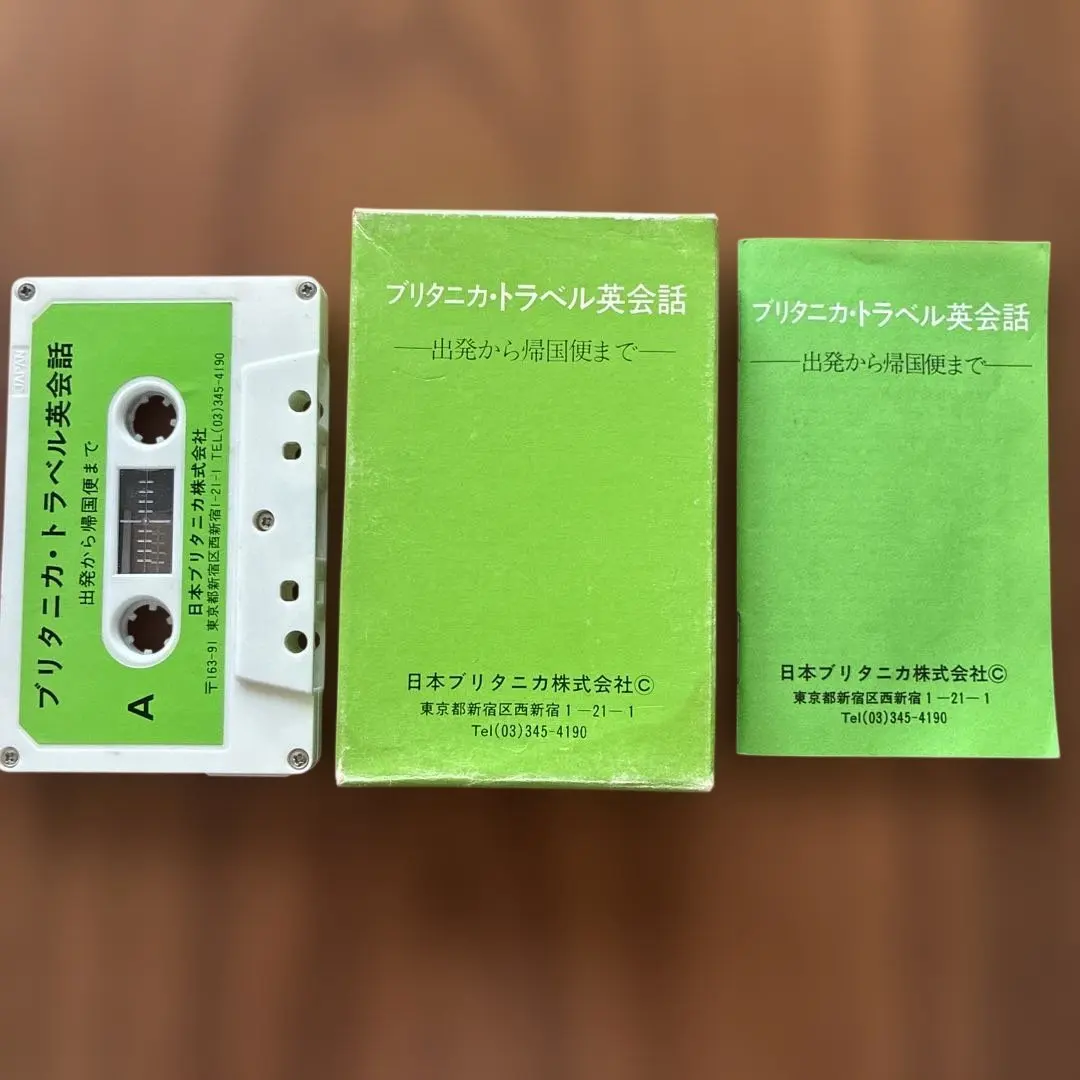 JAPAN
ブリタニカ・トラベル英会話
出発から帰国便まで
A
日本ブリタニカ株式会社
〒163-91 東京都新宿区西新宿1-21-1 TEL(03)345-4190
ブリタニカ・トラベル英会話
―出発から帰国便まで―
日本ブリタニカ株式会社©
東京都新宿区西新宿1-21-1
Tel(03)345-4190
ブリタニカ・トラベル英会話
―出発から帰国便まで―
日本ブリタニカ株式会社©
東京都新宿区西新宿1-21-1
Tel(03)345-4190